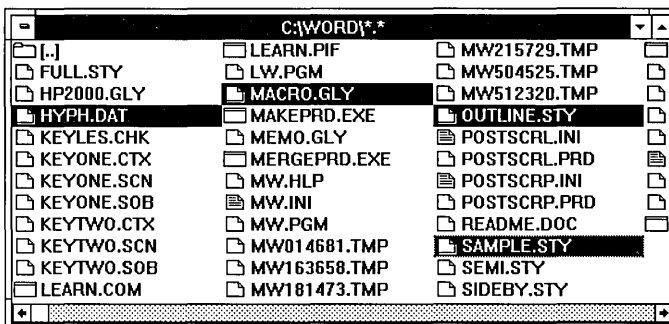 C:\WORD\*.*
[..]
FULL.STY
HP2000.GLY
HYPH.DAT
KEYLES.CHK
KEYONE.CTX
KEYONE.SCN
KEYONE.SOB
KEYTWO.CTX
KEYTWO.SCN
KEYTWO.SOB
LEARN.COM
LEARN.PIF
LW.PGM
MACRO.GLY
MAKEPRD.EXE
MEMO.GLY
MERGEPRD.EXE
MW.HLP
MW.INI
MW.PGM
MW014681.TMP
MW163658.TMP
MW181473.TMP
MW215729.TMP
MW504525.TMP
MW512320.TMP
OUTLINE.STY
POSTSCRL.INI
POSTSCRL.PRD
POSTSCRP.INI
POSTSCRP.PRD
README.DOC
SAMPLE.STY
SEMI.STY
SIDEBY.STY